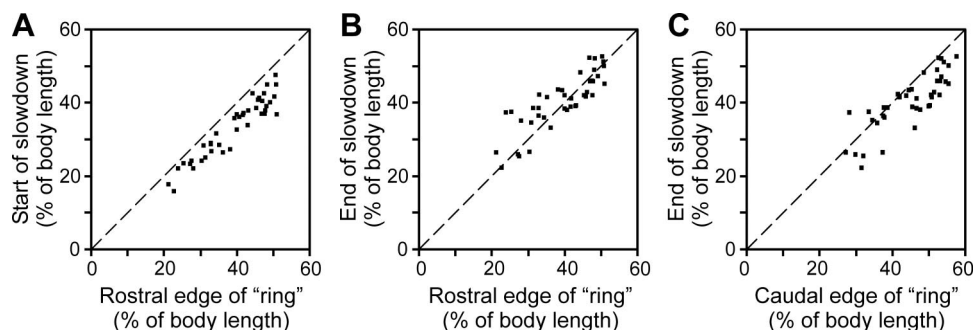 A
Start of slowdown
(% of body length)
60
40
20
0
0
20
40
60
Rostral edge of “ring”
(% of body length)
B
End of slowdown
(% of body length)
60
40
20
0
0
20
40
60
Rostral edge of “ring”
(% of body length)
C
End of slowdown
(% of body length)
60
40
20
0
0
20
40
60
Caudal edge of “ring”
(% of body length)